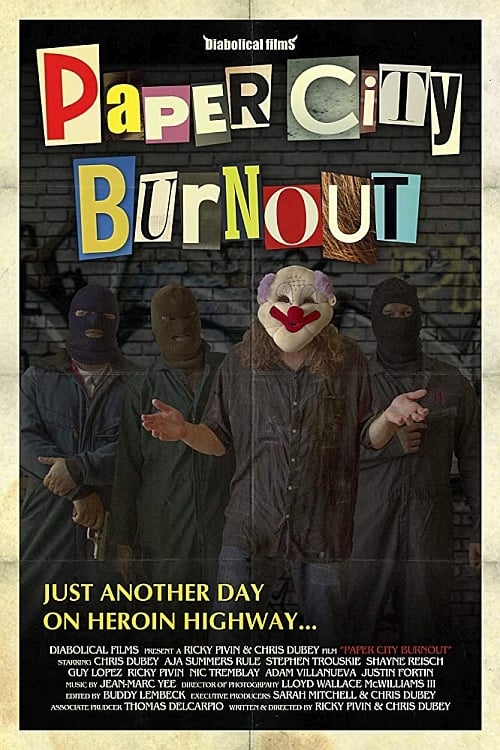 Diabolical films
PAPER CITY
BURNOUT
JUST ANOTHER DAY
ON HEROIN HIGHWAY...
DIABOLICAL FILMS PRESENT A RICKY PIVIN & CHRIS DUBEY FILM "PAPER CITY BURNOUT"
STARRING CHRIS DUBEY AJA SUMMERS RULE STEPHEN TROUSKIE SHAYNE REISCH
GUY LOPEZ RICKY PIVIN NIC TREMBLAY ADAM VILLANUEVA JUSTIN FORTIN
MUSIC BY JEAN-MARC YEE DIRECTOR OF PHOTOGRAPHY LLOYD WALLACE MCWILLIAMS III
EDITED BY BUDDY LEMBECK EXECUTIVE PRODUCERS SARAH MITCHELL & CHRIS DUBEY
ASSOCIATE PRUDCER THOMAS DELCARPIO WRITTEN & DIRECTED BY RICKY PIVIN & CHRIS DUBEY